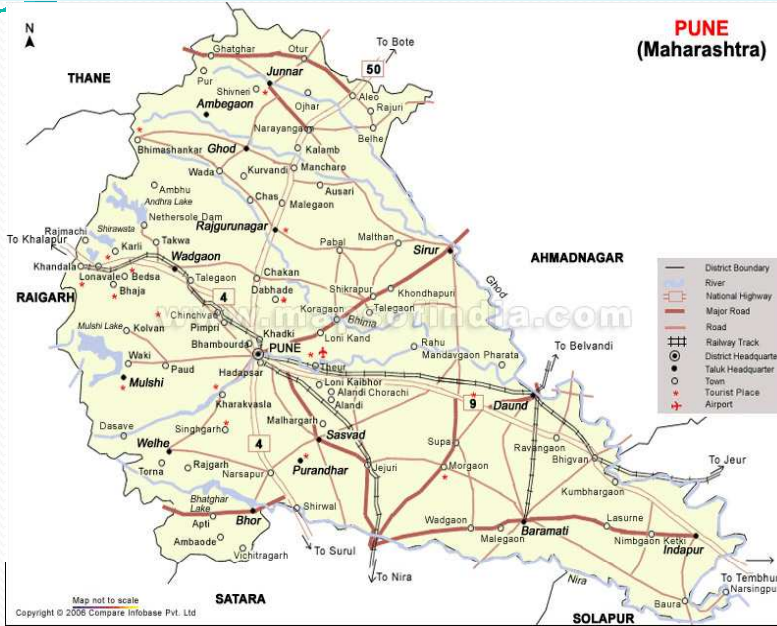 N
PUNE
(Maharashtra)
To Bote
Ghatghar
Otur
50
THANE
Junnar
Pur
Shivneri
Aleo
Ojhar
Rajuri
Ambegaon
Narayangaon
Belhe
Bhimashankar
Ghod
Kalamb
Mancharo
Wada
Kurvandi
Ausari
Ambhu
Andhra Lake
Chas
Malegaon
Nethersole Dam
Shirawata
Rajgurunagar
Rajmachi
To Khalapur
Karli
Takwa
Pabal
Malthan
Sirur
AHMADNAGAR
Khandala
Wadgaon
Lonavale
Bedsa
Talegaon
Chakan
Ghod
RAIGARH
Bhaja
Dabhade
Shikrapur
Khondhapuri
4
Koragaon
Talegaon
Mulshi Lake
Kolvan
Chinchvad
Pimpri
Bhima
Khadki
Loni Kand
Bhambourda
PUNE
Rahu
To Belvandi
Waki
Paud
Hadapsar
Theur
Mandavgaon Pharata
Mulshi
Loni Kaibhor
Alandi Chorachi
Kharakvasla
Alandi
9
Daund
Dasave
Singhgarho
Malhargarh
Welhe
4
Sasvad
Supa
Ravangaon
Bhigvan
To Jeur
Torna
Rajgarh
Narsapur
Purandhar
Jejuri
Morgaon
Kumbhargaon
Bhatghar
Lake
Shirwal
Apti
Bhor
Wadgaon
Malegaon
Baramati
Lasurne
Nimbgaon Ketki
Indapur
Ambaode
Vichitragarh
To Surul
To Nira
Nira
To Tembhur
Narsingpur
Baura
SATARA
SOLAPUR
District Boundary
River
National Highway
Major Road
Road
Railway Track
District Headquarte
Taluk Headquarter
Town
Tourist Place
Airport
Map not to scale
Copyright © 2006 Compare Infobase Pvt. Ltd